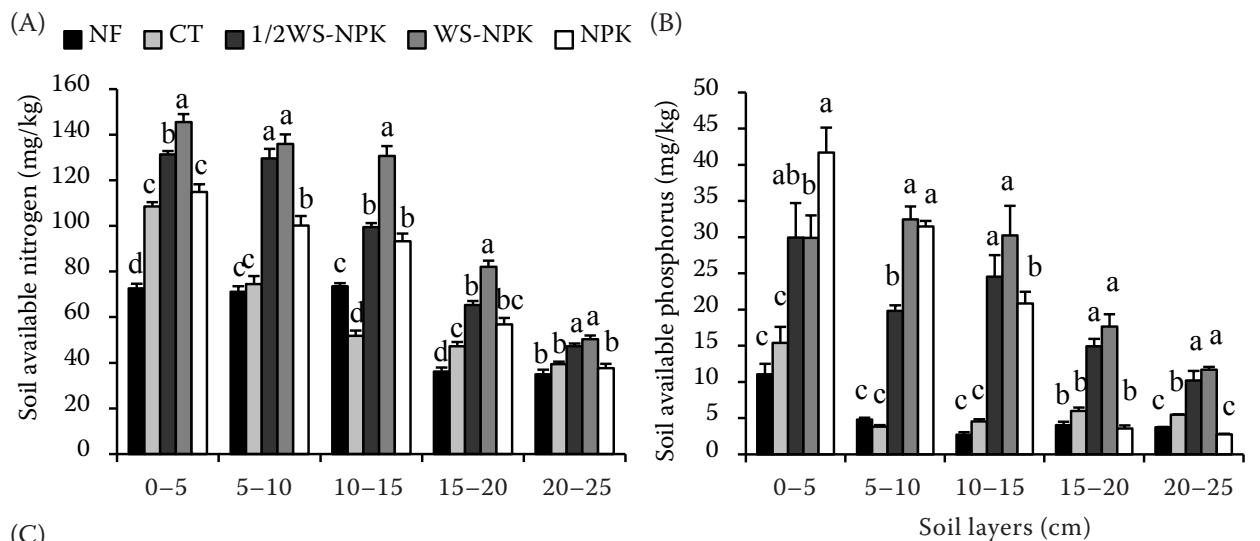 (A)
NF CT 1/2WS-NPK WS-NPK NPK
Soil available nitrogen (mg/kg)
160
140
120
100
80
60
40
20
0
d c b a c
c c a a b
c d b a b
d c b a bc
b b a a b
0–5 5–10 10–15 15–20 20–25
(B)
Soil available phosphorus (mg/kg)
50
45
40
35
30
25
20
15
10
5
0
c c ab b a
c c b a a
c c a a b
b b a a b
c b a a c
0–5 5–10 10–15 15–20 20–25
Soil layers (cm)
(C)